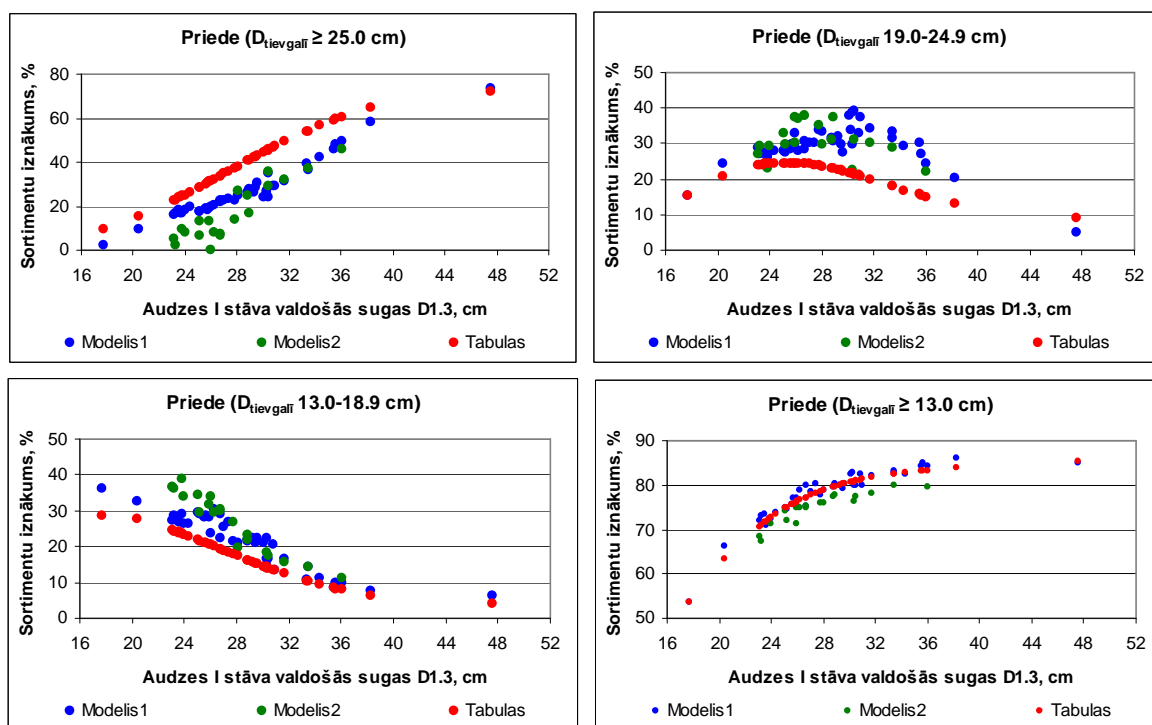 Priede (Dtievgalī ≥ 25.0 cm)
Sortimentu iznākums, %
80
60
40
20
0
16 20 24 28 32 36 40 44 48 52
Audzes I stāva valdošās sugas D1.3, cm
Modelis1 Modelis2 Tabulas
Priede (Dtievgalī 19.0-24.9 cm)
Sortimentu iznākums, %
50
40
30
20
10
0
16 20 24 28 32 36 40 44 48 52
Audzes I stāva valdošās sugas D1.3, cm
Modelis1 Modelis2 Tabulas
Priede (Dtievgalī 13.0-18.9 cm)
Sortimentu iznākums, %
50
40
30
20
10
0
16 20 24 28 32 36 40 44 48 52
Audzes I stāva valdošās sugas D1.3, cm
Modelis1 Modelis2 Tabulas
Priede (Dtievgalī ≥ 13.0 cm)
Sortimentu iznākums, %
90
80
70
60
50
16 20 24 28 32 36 40 44 48 52
Audzes I stāva valdošās sugas D1.3, cm
Modelis1 Modelis2 Tabulas